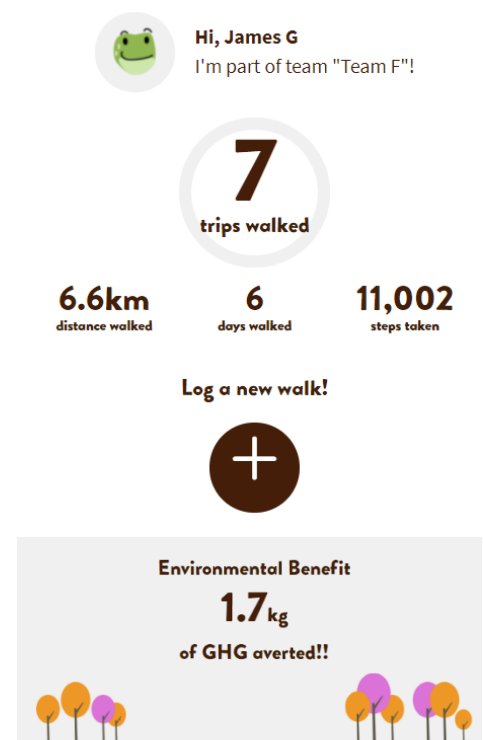 Hi, James G
I'm part of team "Team F"!
7
trips walked
6.6km
distance walked
6
days walked
11,002
steps taken
Log a new walk!
Environmental Benefit
1.7kg
of GHG averted!!